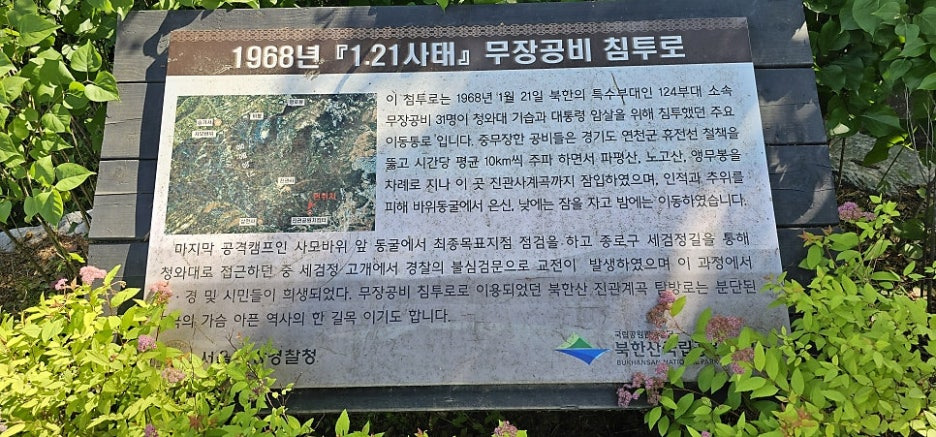 1968년 『1.21사태』 무장공비 침투로
이 침투로는 1968년 1월 21일 북한의 특수부대인 124부대 소속
무장공비 31명이 청와대 기습과 대통령 암살을 위해 침투했던 주요
이동통로 입니다. 중무장한 공비들은 경기도 연천군 휴전선 철책을
뚫고 시간당 평균 10km씩 주파 하면서 파평산, 노고산, 앵무봉을
차례로 지나 이 곳 진관사계곡까지 잠입하였으며, 인적과 추위를
피해 바위동굴에서 은신, 낮에는 잠을 자고 밤에는 이동하였습니다.
마지막 공격캠프인 사모바위 앞 동굴에서 최종목표지점 점검을 하고 종로구 세검정길을 통해
청와대로 접근하던 중 세검정 고개에서 경찰의 불심검문으로 교전이 발생하였으며 이 과정에서
· 경 및 시민들이 희생되었다. 무장공비 침투로로 이용되었던 북한산 진관계곡 탐방로는 분단된
의 가슴 아픈 역사의 한 길목 이기도 합니다.
사모바위
비봉
진관사
현위치
서울 경찰청
국립공원
북한산국립
BUKHANSAN NATIONAL PARK